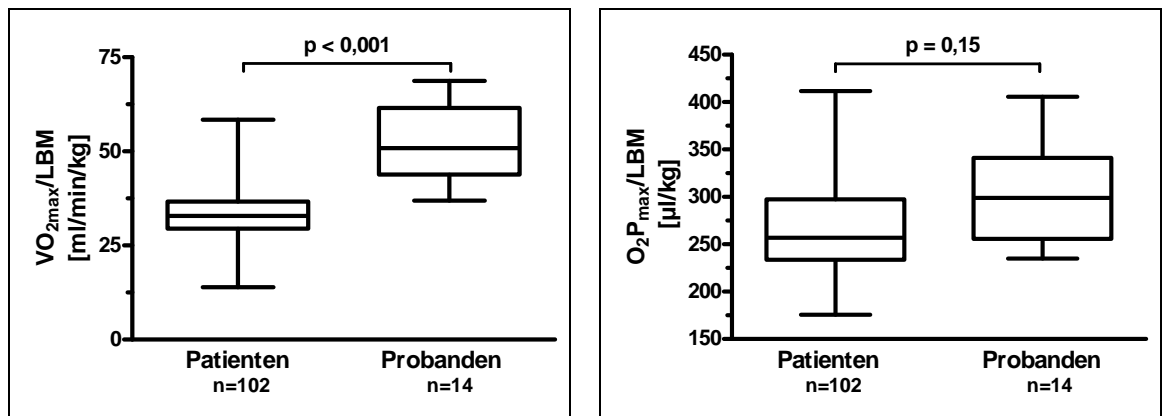 p < 0,001
75
50
25
0
VO2max/LBM
[ml/min/kg]
Patienten
n=102
Probanden
n=14
p = 0,15
450
400
350
300
250
200
150
O2Pmax/LBM
[µl/kg]
Patienten
n=102
Probanden
n=14